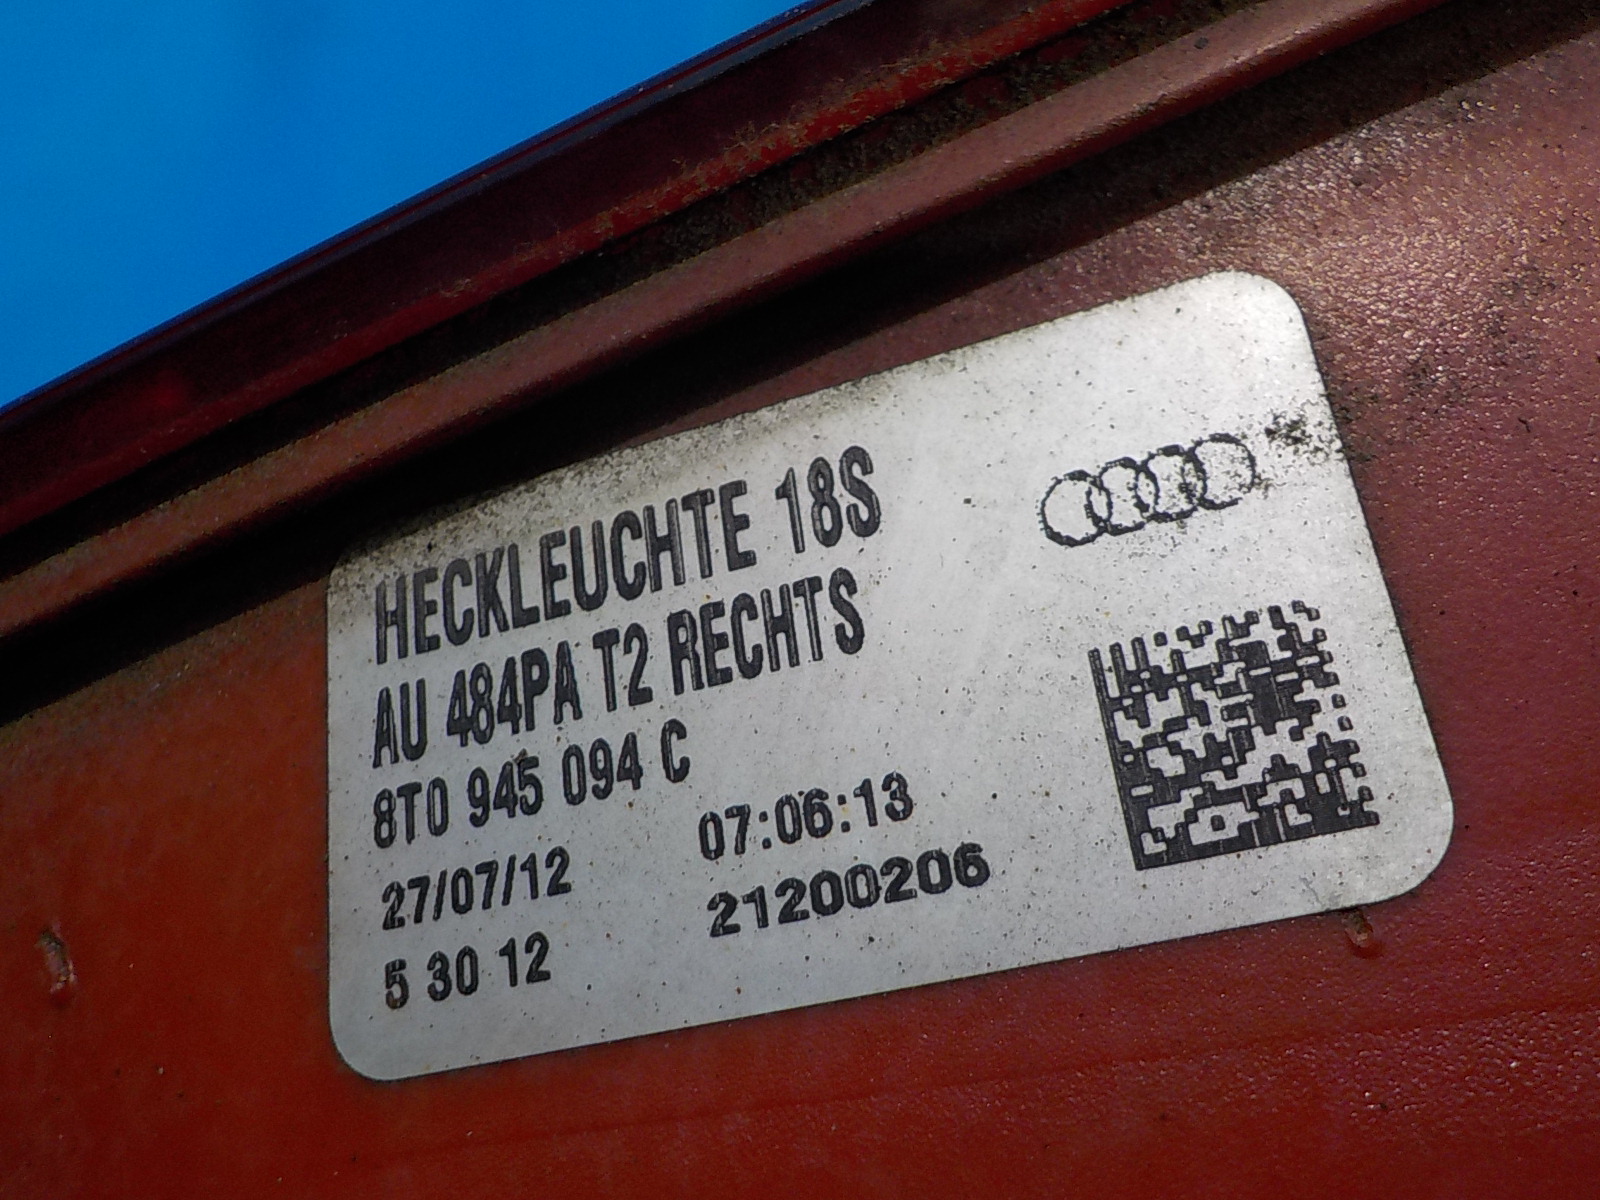 HECKLEUCHTE 18S
AU 484PA T2 RECHTS
8T0 945 094 C
27/07/12 07:06:13
5 30 12 21200206